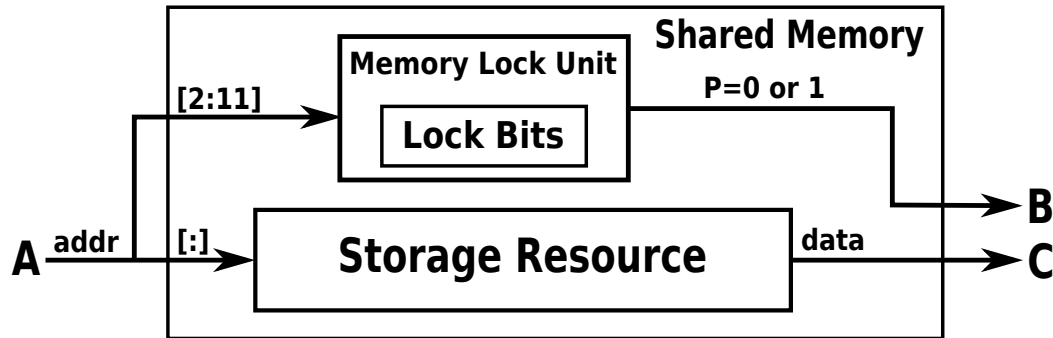 Shared Memory
Memory Lock Unit
[2:11]
P=0 or 1
Lock Bits
B
A
addr
[:]
Storage Resource
data
C